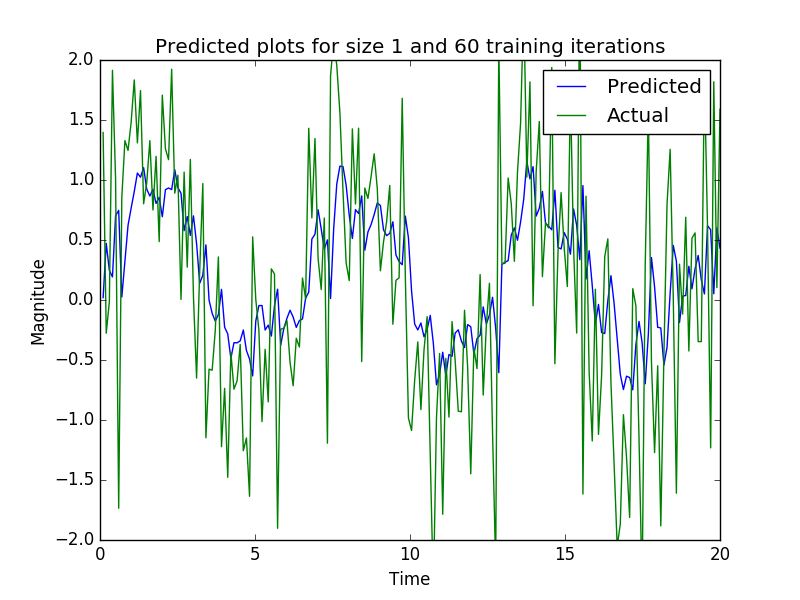 Predicted plots for size 1 and 60 training iterations
Predicted
Actual
2.0
1.5
1.0
0.5
0.0
−0.5
−1.0
−1.5
−2.0
Magnitude
0 5 10 15 20
Time